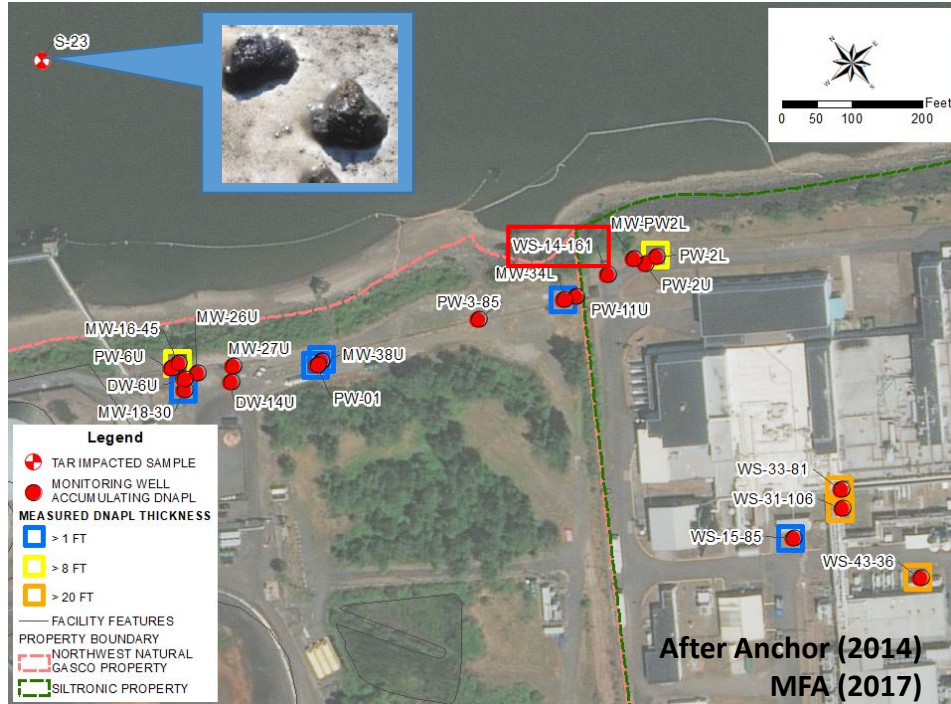 S-23
N
E
W
S
Feet
0 50 100 200
MW-PW2L
WS-14-161
PW-2L
MW-34L
PW-2U
PW-3-85
PW-11U
MW-26U
MW-16-45
PW-6U
MW-27U
MW-38U
DW-6U
DW-14U
PW-01
MW-18-30
WS-33-81
WS-31-106
WS-15-85
WS-43-36
Legend
TAR IMPACTED SAMPLE
MONITORING WELL
ACCUMULATING DNAPL
MEASURED DNAPL THICKNESS
> 1 FT
> 8 FT
> 20 FT
FACILITY FEATURES
PROPERTY BOUNDARY
NORTHWEST NATURAL
GASCO PROPERTY
SILTRONIC PROPERTY
After Anchor (2014)
MFA (2017)